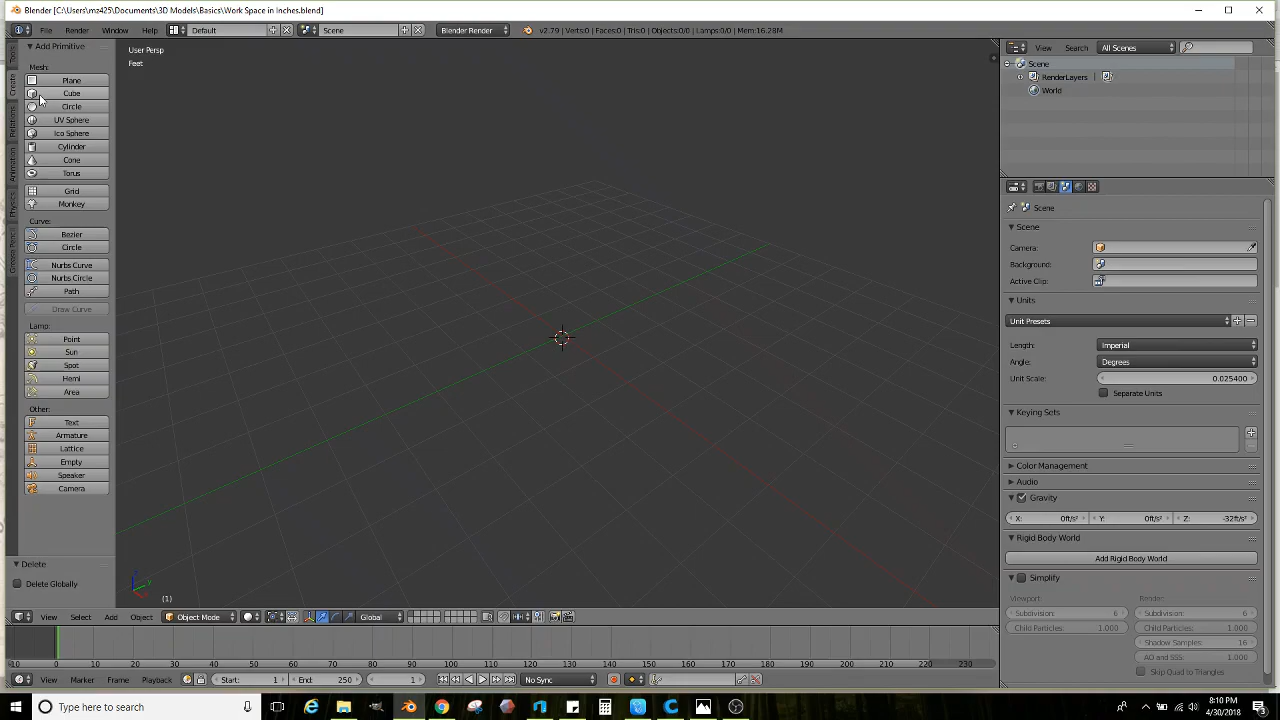 Blender [C:\Users\mz425\Documents\3D Models\Basics\Work Space in Inches.blend]
File Render Window Help Default Scene Blender Render v2.79 | Verts:0 | Faces:0 | Tris:0 | Objects:0/0 | Lamps:0/0 | Mem:16.28M
View Search All Scenes
Add Primitive
Mesh:
Plane
Cube
Circle
UV Sphere
Ico Sphere
Cylinder
Cone
Torus
Grid
Monkey
Curve:
Bezier
Circle
Nurbs Curve
Nurbs Circle
Path
Draw Curve
Lamp:
Point
Sun
Spot
Hemi
Area
Other:
Text
Armature
Lattice
Empty
Speaker
Camera
Delete
Delete Globally
Tools
Create
Relations
Animation
Physics
Grease Pencil
User Persp
Feet
(1)
View Select Add Object Object Mode Global
-10 0 10 20 30 40 50 60 70 80 90 100 110 120 130 140 150 160 170 180 190 200 210 220 230
View Marker Frame Playback Start: 1 End: 250 1 No Sync
Scene
RenderLayers
World
Scene
Scene
Camera:
Background:
Active Clip:
Units
Unit Presets
Length: Imperial
Angle: Degrees
Unit Scale: 0.025400
Separate Units
Keying Sets
Color Management
Audio
Gravity
X: 0ft/s² Y: 0ft/s² Z: -32ft/s²
Rigid Body World
Add Rigid Body World
Simplify
Viewport: Render:
Subdivision: 6 Subdivision: 6
Child Particles: 1.000 Child Particles: 1.000
Shadow Samples: 16
AO and SSS: 1.000
Skip Quad to Triangles
Type here to search
8:10 PM
4/30/2018